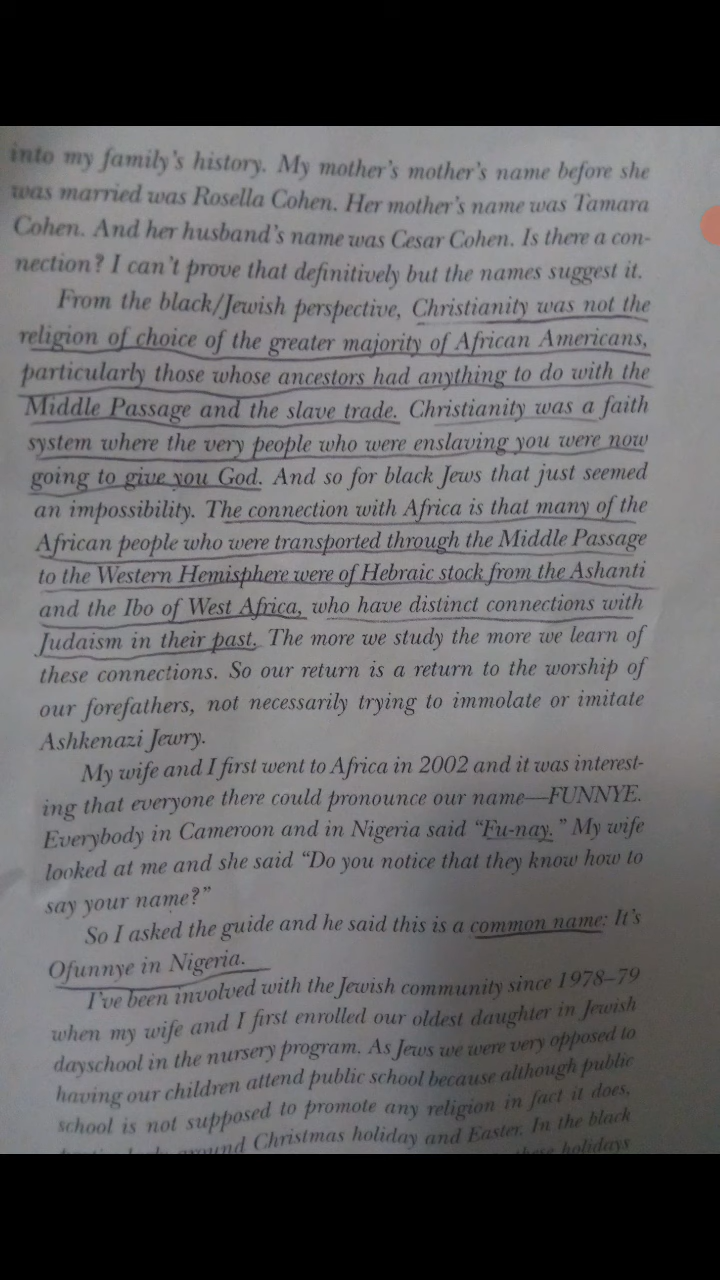 into my family's history. My mother's mother's name before she
was married was Rosella Cohen. Her mother's name was Tamara
Cohen. And her husband's name was Cesar Cohen. Is there a con-
nection? I can't prove that definitively but the names suggest it.
From the black/Jewish perspective, Christianity was not the
religion of choice of the greater majority of African Americans,
particularly those whose ancestors had anything to do with the
Middle Passage and the slave trade. Christianity was a faith
system where the very people who were enslaving you were now
going to give you God. And so for black Jews that just seemed
an impossibility. The connection with Africa is that many of the
African people who were transported through the Middle Passage
to the Western Hemisphere were of Hebraic stock from the Ashanti
and the Ibo of West Africa, who have distinct connections with
Judaism in their past. The more we study the more we learn of
these connections. So our return is a return to the worship of
our forefathers, not necessarily trying to immolate or imitate
Ashkenazi Jewry.
My wife and I first went to Africa in 2002 and it was interest-
ing that everyone there could pronounce our name—FUNNYE.
Everybody in Cameroon and in Nigeria said "Fu-nay." My wife
looked at me and she said "Do you notice that they know how to
say your name?"
So I asked the guide and he said this is a common name: It's
Ofunnye in Nigeria.
I've been involved with the Jewish community since 1978–79
when my wife and I first enrolled our oldest daughter in Jewish
dayschool in the nursery program. As Jews we were very opposed to
having our children attend public school because although public
school is not supposed to promote any religion in fact it does,
around Christmas holiday and Easter. In the black
these holidays